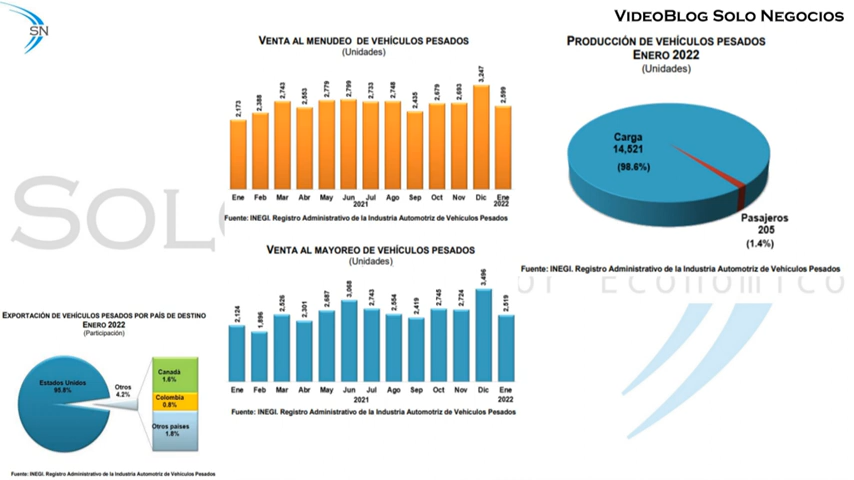 SN
VIDEOBLOG SOLO NEGOCIOS
VENTA AL MENUDEO DE VEHÍCULOS PESADOS
(Unidades)
2,173 2,388 2,743 2,553 2,779 2,799 2,733 2,748 2,435 2,679 2,693 3,247 2,599
Ene Feb Mar Abr May Jun Jul Ago Sep Oct Nov Dic Ene
2021 2022
Fuente: INEGI. Registro Administrativo de la Industria Automotriz de Vehículos Pesados
PRODUCCIÓN DE VEHÍCULOS PESADOS
ENERO 2022
(Unidades)
Carga
14,521
(98.6%)
Pasajeros
205
(1.4%)
Fuente: INEGI. Registro Administrativo de la Industria Automotriz de Vehículos Pesados
SOL
Económico
VENTA AL MAYOREO DE VEHÍCULOS PESADOS
(Unidades)
2,124 1,896 2,526 2,301 2,687 3,068 2,743 2,554 2,419 2,745 2,724 3,496 2,519
Ene Feb Mar Abr May Jun Jul Ago Sep Oct Nov Dic Ene
2021 2022
Fuente: INEGI. Registro Administrativo de la Industria Automotriz de Vehículos Pesados
EXPORTACIÓN DE VEHÍCULOS PESADOS POR PAÍS DE DESTINO
ENERO 2022
(Participación)
Estados Unidos
95.8%
Otros
4.2%
Canadá
1.6%
Colombia
0.8%
Otros países
1.8%
Fuente: INEGI. Registro Administrativo de la Industria Automotriz de Vehículos Pesados